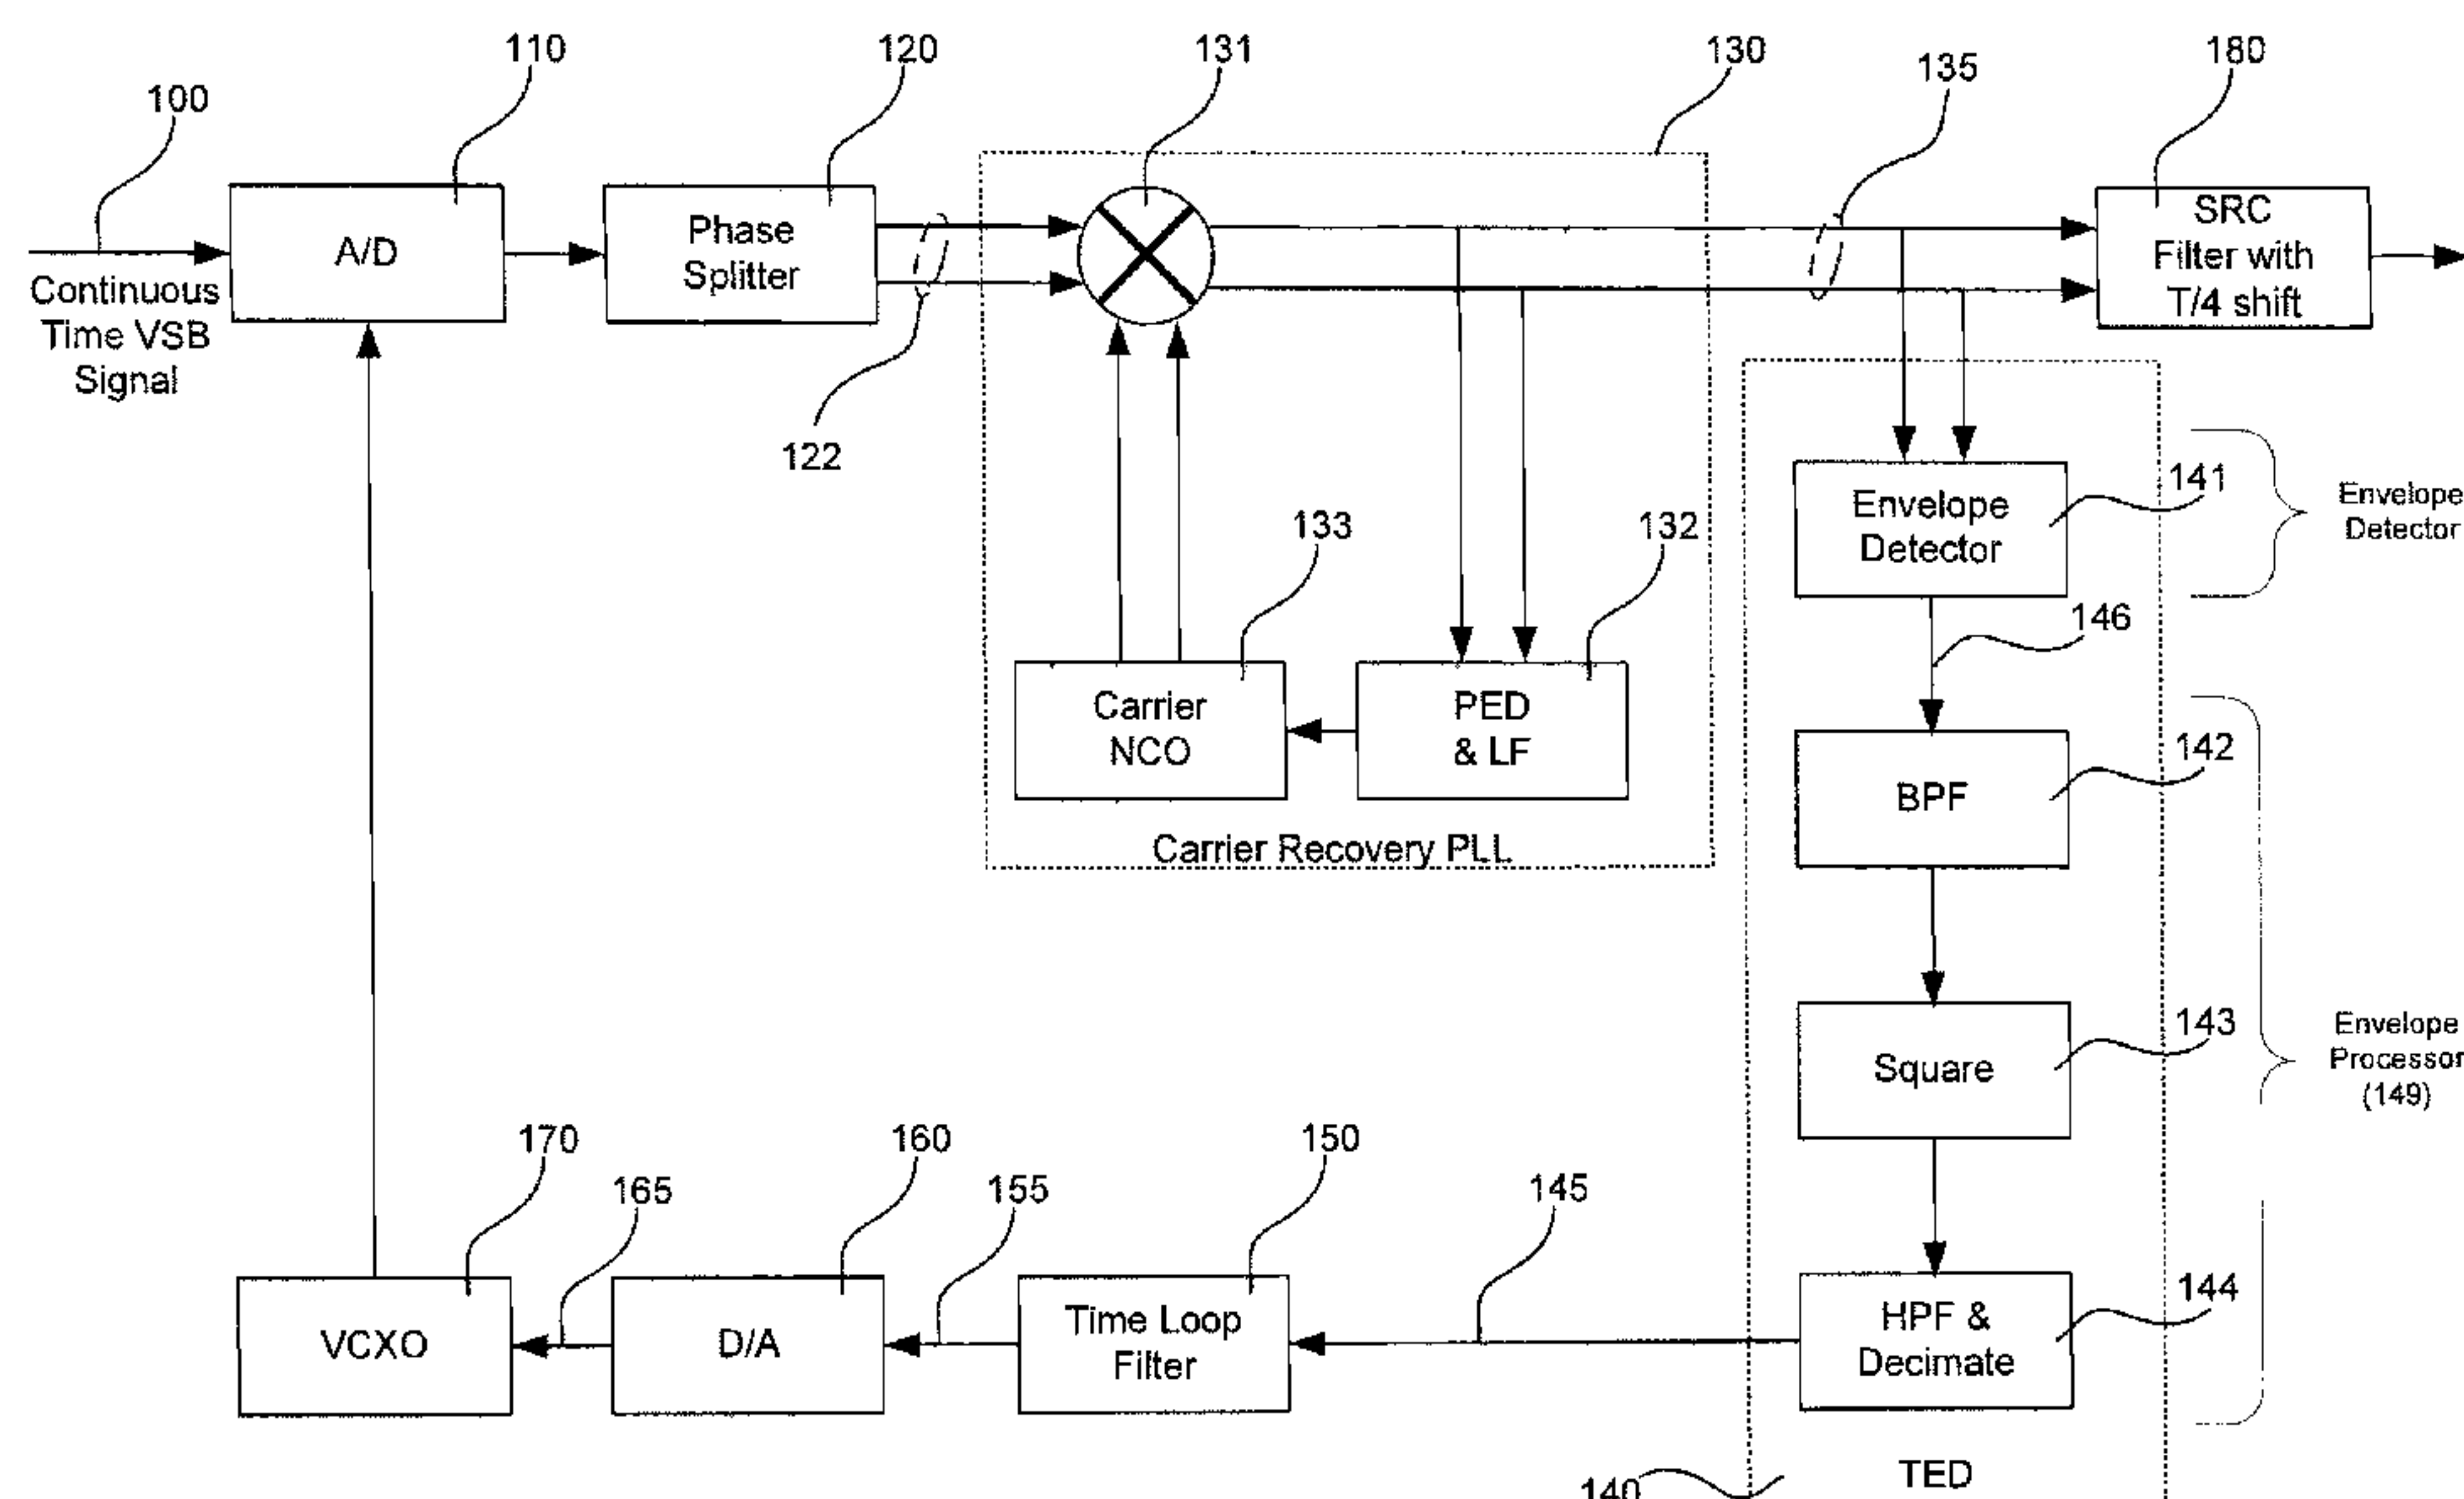 100
110
120
131
130
135
180
Continuous
Time VSB
Signal
A/D
Phase
Splitter
122
SRC
Filter with
T/4 shift
133
132
Carrier
NCO
PED
& LF
Carrier Recovery PLL
141
Envelope
Detector
Envelope
Detector
146
142
BPF
143
Square
Envelope
Processor
(149)
144
HPF &
Decimate
170
165
160
155
150
145
VCXO
D/A
Time Loop
Filter
140
TED